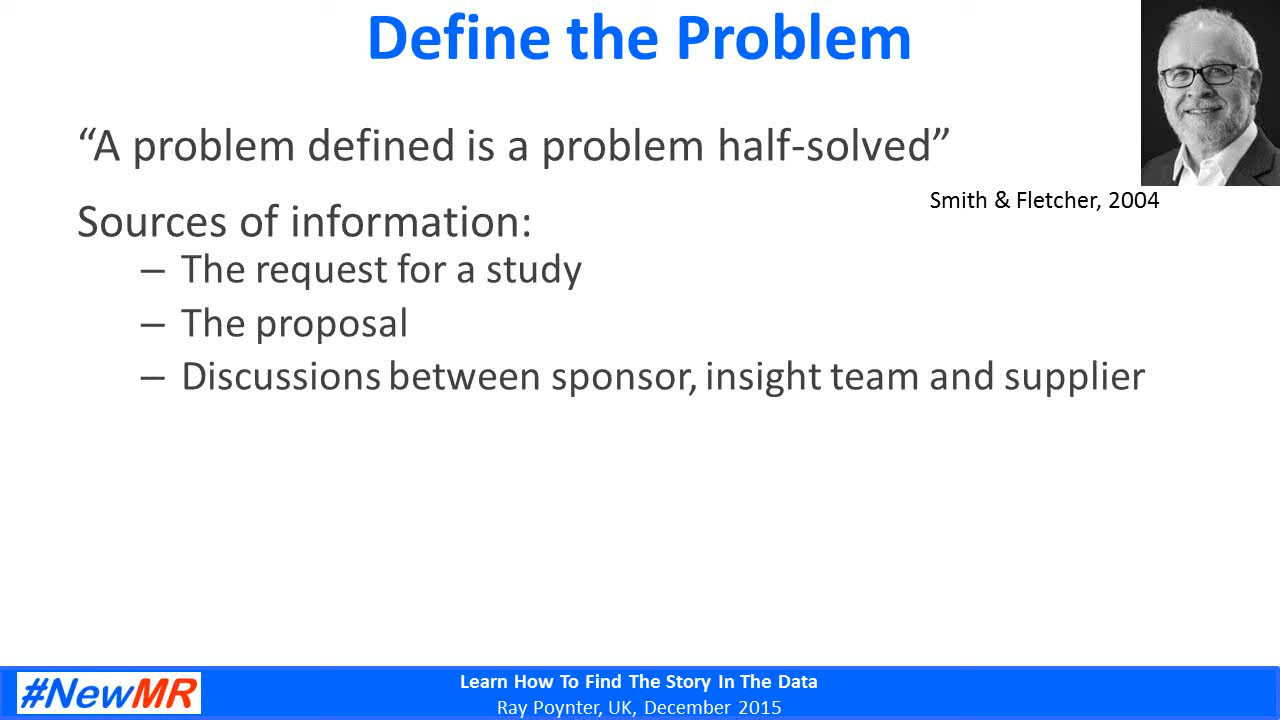 Define the Problem
“A problem defined is a problem half-solved”
Smith & Fletcher, 2004
Sources of information:
– The request for a study
– The proposal
– Discussions between sponsor, insight team and supplier
#NewMR
Learn How To Find The Story In The Data
Ray Poynter, UK, December 2015